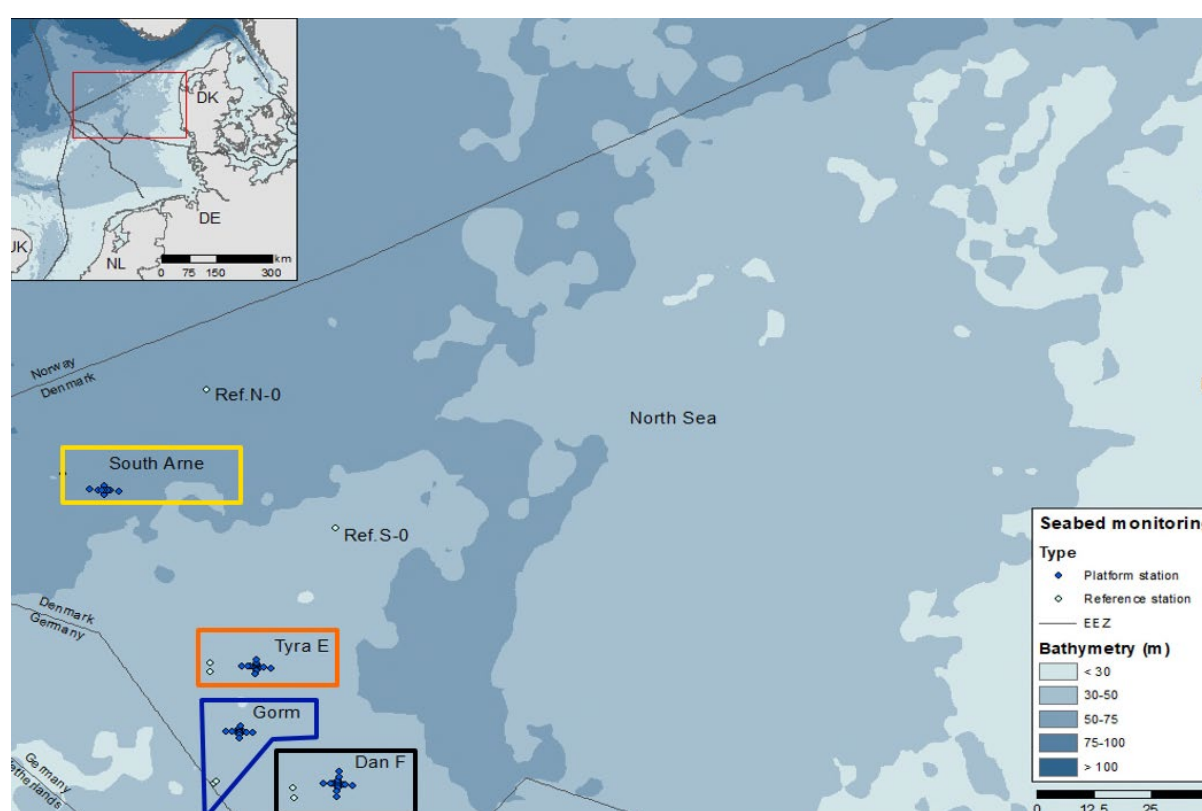 DK
DE
UK
NL
km
0 75 150 300
Norway
Denmark
Ref.N-0
North Sea
South Arne
Ref.S-0
Denmark
Germany
Tyra E
Gorm
Dan F
Germany
etherlands
Seabed monitorin
Type
Platform station
Reference station
EEZ
Bathymetry (m)
< 30
30-50
50-75
75-100
> 100
0 12,5 25